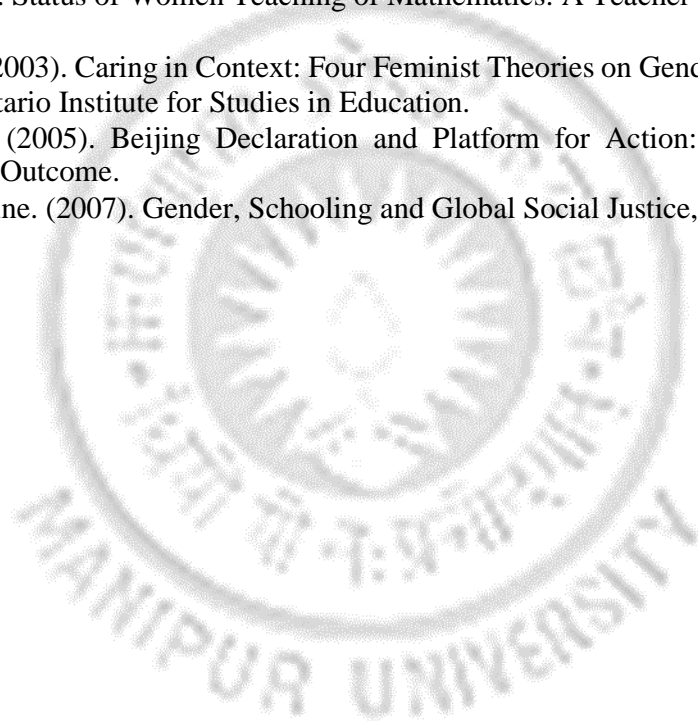 . Status of Women Teaching of Mathematics: A Teacher
2003). Caring in Context: Four Feminist Theories on Gend
tario Institute for Studies in Education.
(2005). Beijing Declaration and Platform for Action:
Outcome.
ine. (2007). Gender, Schooling and Global Social Justice,
MANIPUR UNIVERSITY